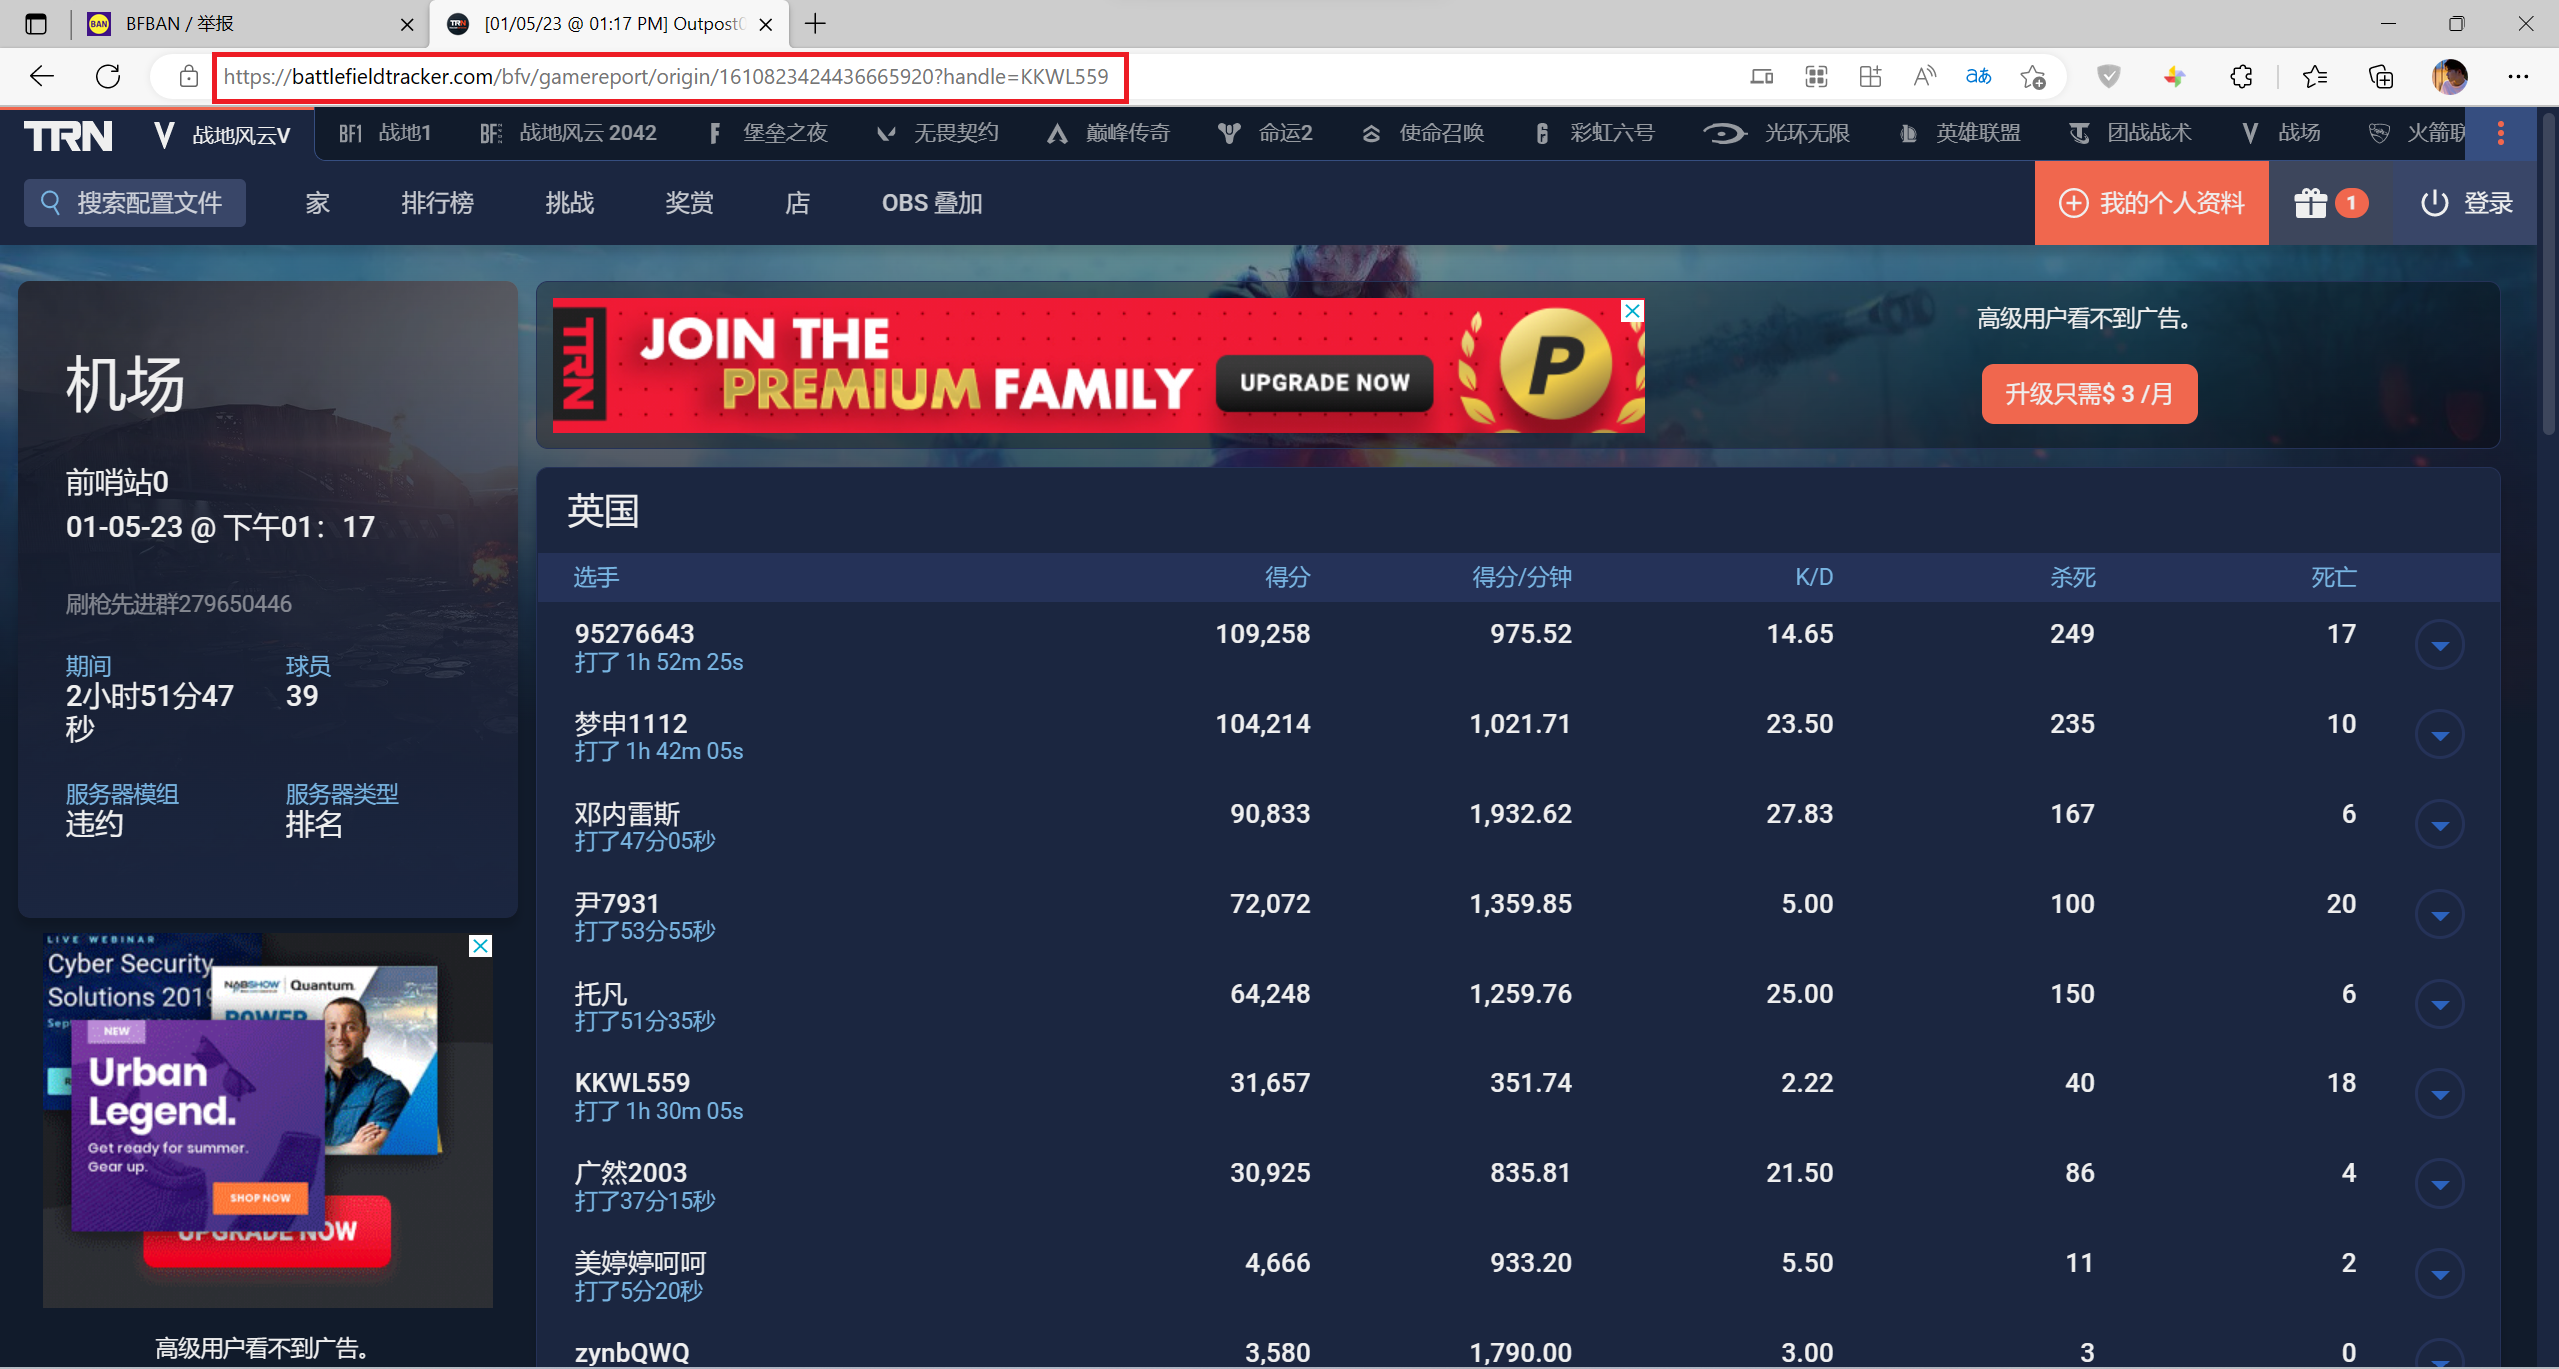 BFBAN / 举报
[01/05/23 @ 01:17 PM] Outpost
https://battlefieldtracker.com/bfv/gamereport/origin/1610823424436665920?handle=KKWL559
TRN 战地风云V BF1 战地1 战地风云 2042 堡垒之夜 无畏契约 巅峰传奇 命运2 使命召唤 彩虹六号 光环无限 英雄联盟 团战战术 战场 火箭联
搜索配置文件 家 排行榜 挑战 奖赏 店 OBS 叠加 我的个人资料 1 登录
机场
前哨站0
01-05-23 @ 下午01：17
刷枪先进群279650446
期间 球员
2小时51分47 39
秒
服务器模组 服务器类型
违约 排名
TRN
JOIN THE
PREMIUM FAMILY
UPGRADE NOW
P
高级用户看不到广告。
升级只需$ 3 /月
英国
选手 得分 得分/分钟 K/D 杀死 死亡
95276643 109,258 975.52 14.65 249 17
打了 1h 52m 25s
梦申1112 104,214 1,021.71 23.50 235 10
打了 1h 42m 05s
邓内雷斯 90,833 1,932.62 27.83 167 6
打了47分05秒
尹7931 72,072 1,359.85 5.00 100 20
打了53分55秒
托凡 64,248 1,259.76 25.00 150 6
打了51分35秒
KKWL559 31,657 351.74 2.22 40 18
打了 1h 30m 05s
广然2003 30,925 835.81 21.50 86 4
打了37分15秒
美婷婷呵呵 4,666 933.20 5.50 11 2
打了5分20秒
zynbQWQ 3,580 1,790.00 3.00 3 0
LIVE WEBINAR
Cyber Security
Solutions 2019
Sep
NABSHOW Quantum.
POWER
NEW
Urban
Legend.
Get ready for summer.
Gear up.
SHOP NOW
UPGRADE NOW
高级用户看不到广告。